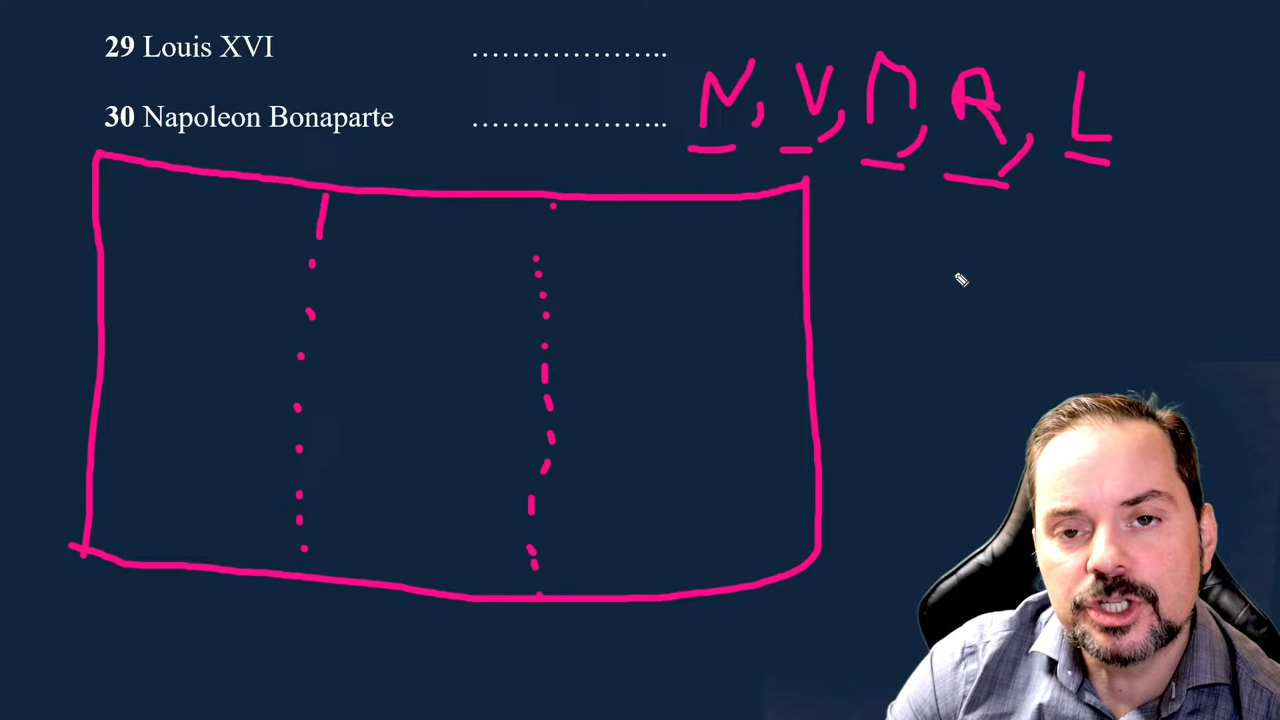 29 Louis XVI ………………..
30 Napoleon Bonaparte ………………..
N, V, Π, R, L